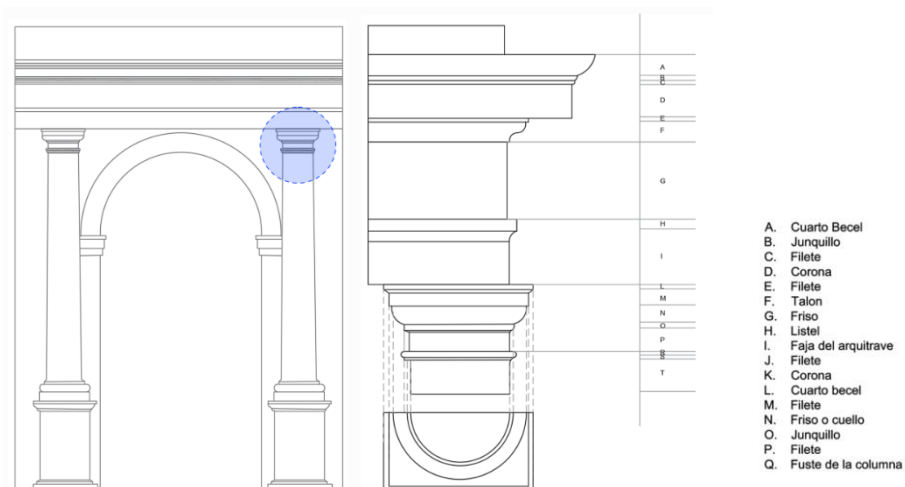 A
B
C
D
E
F
G
H
I
L
M
N
O
P
R
S
T
A. Cuarto Becel
B. Junquillo
C. Filete
D. Corona
E. Filete
F. Talon
G. Friso
H. Listel
I. Faja del arquitrave
J. Filete
K. Corona
L. Cuarto becel
M. Filete
N. Friso o cuello
O. Junquillo
P. Filete
Q. Fuste de la columna